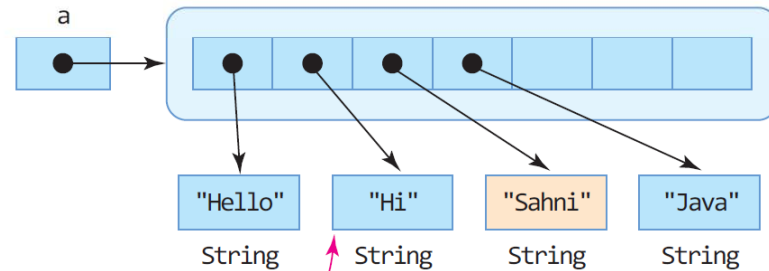 a
"Hello" "Hi" "Sahni" "Java"
String String String String